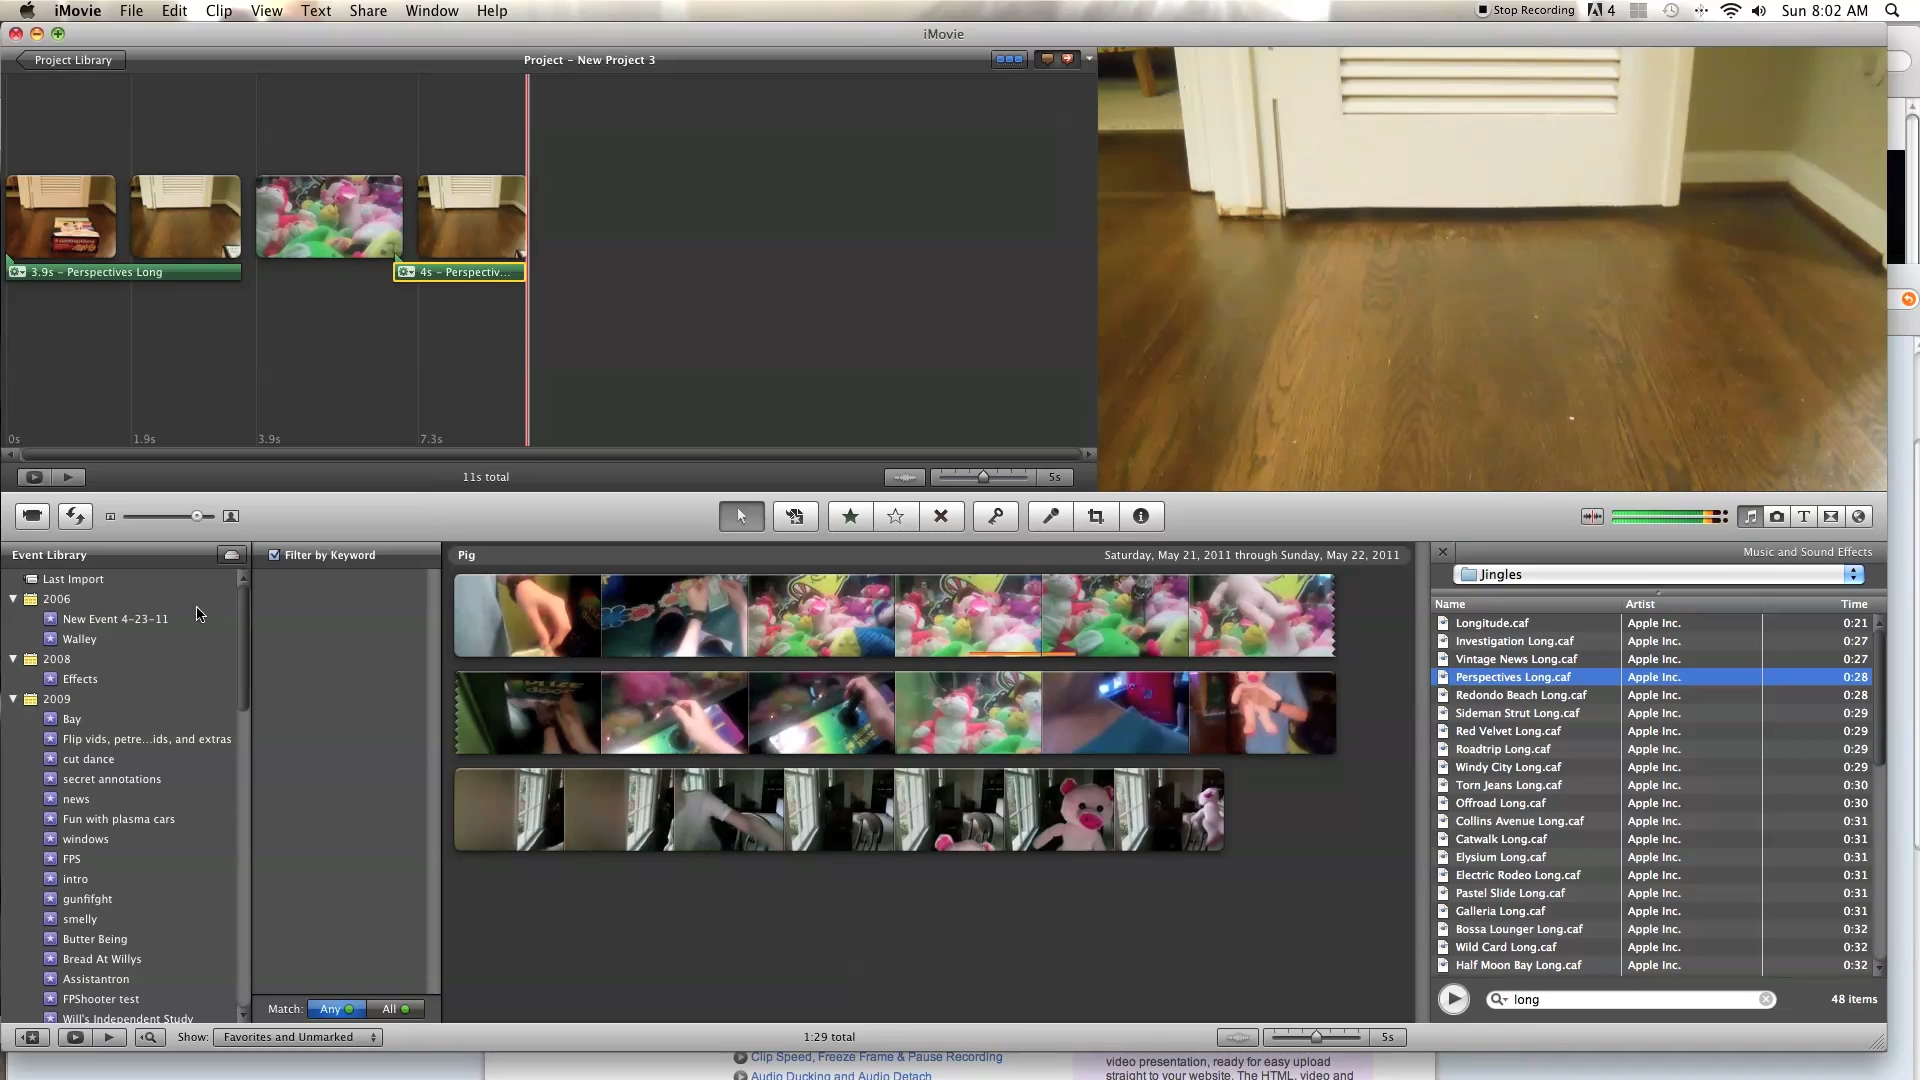 iMovie File Edit Clip View Text Share Window Help Stop Recording 4 Sun 8:02 AM
iMovie
Project Library Project - New Project 3
3.9s - Perspectives Long 4s - Perspectiv...
0s 1.9s 3.9s 7.3s
11s total 5s
Event Library Filter by Keyword Pig Saturday, May 21, 2011 through Sunday, May 22, 2011 Music and Sound Effects
Jingles
Last Import
2006
New Event 4-23-11
Walley
2008
Effects
2009
Bay
Flip vids, petre...ids, and extras
cut dance
secret annotations
news
Fun with plasma cars
windows
FPS
intro
gunfifght
smelly
Butter Being
Bread At Willys
Assistantron
FPShooter test
Will's Independent Study
Match: Any All
Show: Favorites and Unmarked 1:29 total 5s
Name Artist Time
Longitude.caf Apple Inc. 0:21
Investigation Long.caf Apple Inc. 0:27
Vintage News Long.caf Apple Inc. 0:27
Perspectives Long.caf Apple Inc. 0:28
Redondo Beach Long.caf Apple Inc. 0:28
Sideman Strut Long.caf Apple Inc. 0:29
Red Velvet Long.caf Apple Inc. 0:29
Roadtrip Long.caf Apple Inc. 0:29
Windy City Long.caf Apple Inc. 0:29
Torn Jeans Long.caf Apple Inc. 0:30
Offroad Long.caf Apple Inc. 0:30
Collins Avenue Long.caf Apple Inc. 0:31
Catwalk Long.caf Apple Inc. 0:31
Elysium Long.caf Apple Inc. 0:31
Electric Rodeo Long.caf Apple Inc. 0:31
Pastel Slide Long.caf Apple Inc. 0:31
Galleria Long.caf Apple Inc. 0:31
Bossa Lounger Long.caf Apple Inc. 0:32
Wild Card Long.caf Apple Inc. 0:32
Half Moon Bay Long.caf Apple Inc. 0:32
long 48 items
Clip Speed, Freeze Frame & Pause Recording
Audio Ducking and Audio Detach
video presentation, ready for easy upload
straight to your website. The HTML, video and